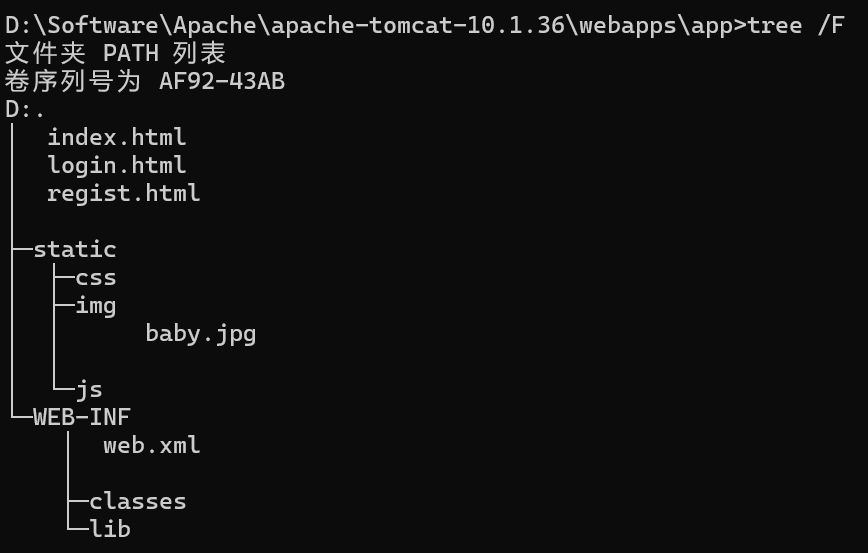 D:\Software\Apache\apache-tomcat-10.1.36\webapps\app>tree /F
文件夹 PATH 列表
卷序列号为 AF92-43AB
D:.
│  index.html
│  login.html
│  regist.html
│
├─static
│  ├─css
│  ├─img
│  │      baby.jpg
│  │
│  └─js
└─WEB-INF
    │  web.xml
    │
    ├─classes
    └─lib